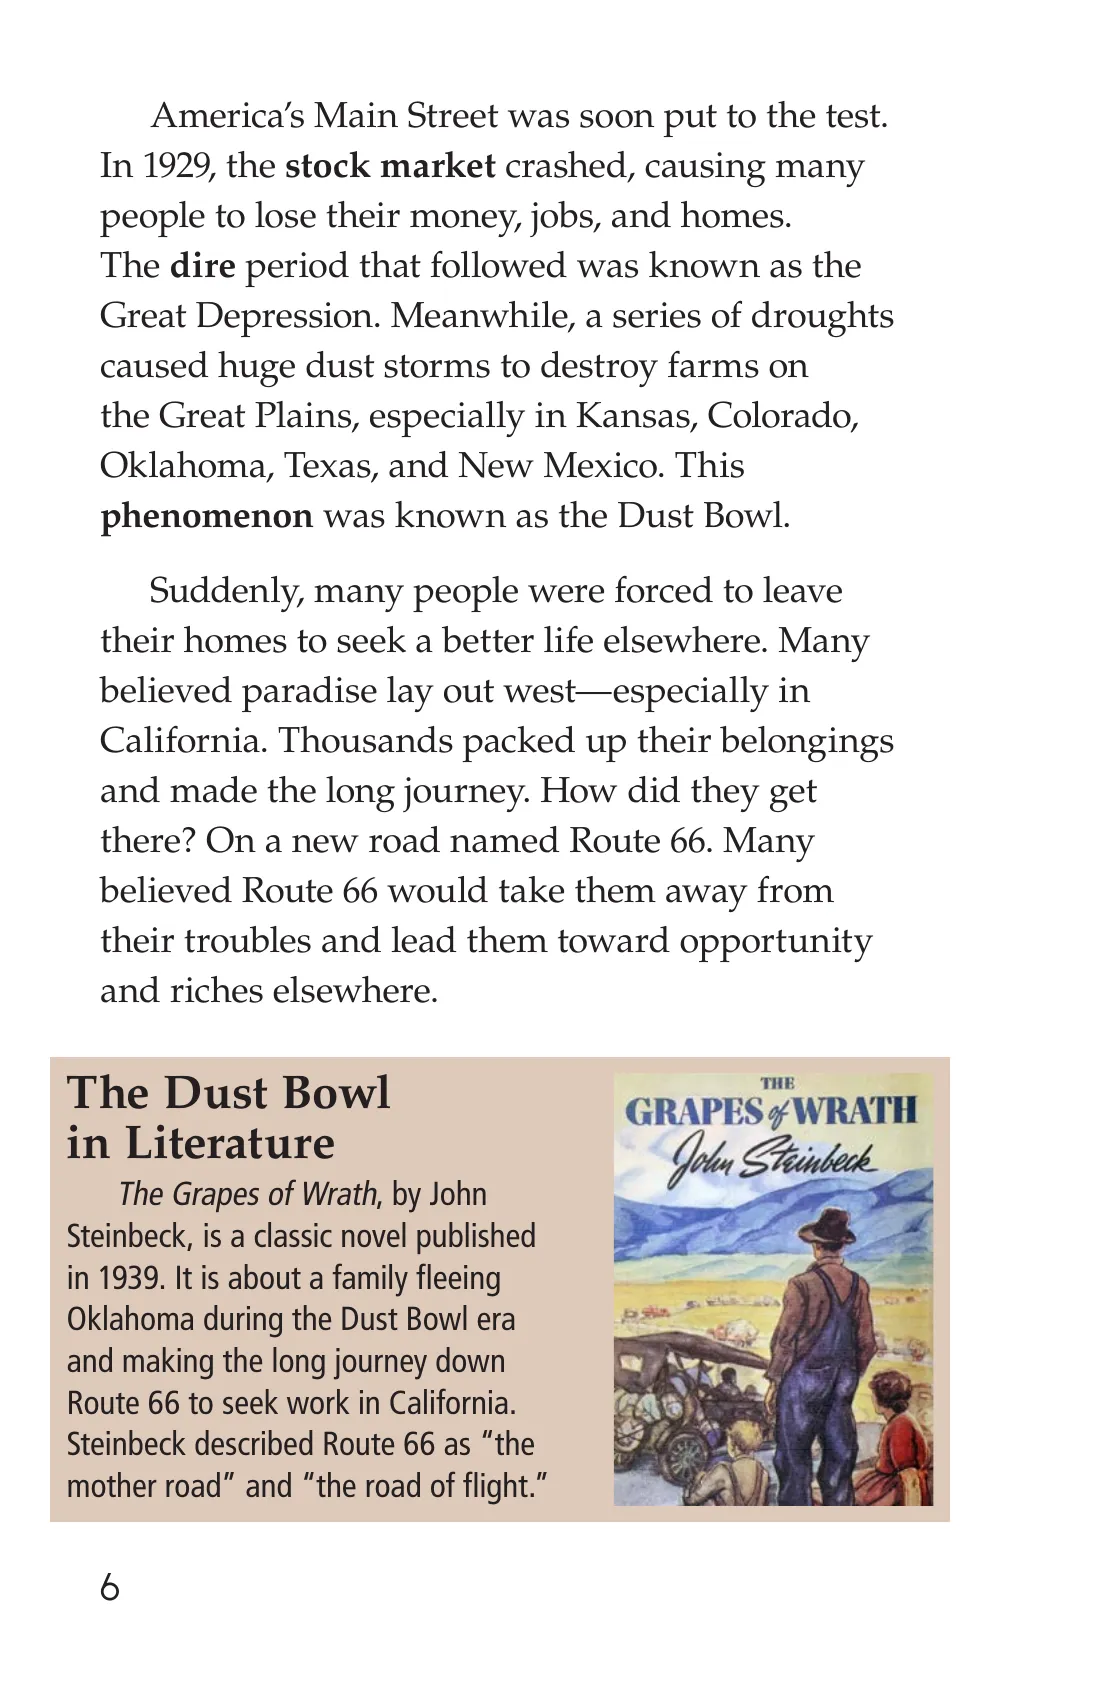 America’s Main Street was soon put to the test.
In 1929, the stock market crashed, causing many
people to lose their money, jobs, and homes.
The dire period that followed was known as the
Great Depression. Meanwhile, a series of droughts
caused huge dust storms to destroy farms on
the Great Plains, especially in Kansas, Colorado,
Oklahoma, Texas, and New Mexico. This
phenomenon was known as the Dust Bowl.
Suddenly, many people were forced to leave
their homes to seek a better life elsewhere. Many
believed paradise lay out west—especially in
California. Thousands packed up their belongings
and made the long journey. How did they get
there? On a new road named Route 66. Many
believed Route 66 would take them away from
their troubles and lead them toward opportunity
and riches elsewhere.
The Dust Bowl
in Literature
The Grapes of Wrath, by John
Steinbeck, is a classic novel published
in 1939. It is about a family fleeing
Oklahoma during the Dust Bowl era
and making the long journey down
Route 66 to seek work in California.
Steinbeck described Route 66 as “the
mother road” and “the road of flight.”
THE
GRAPES of WRATH
John Steinbeck
6